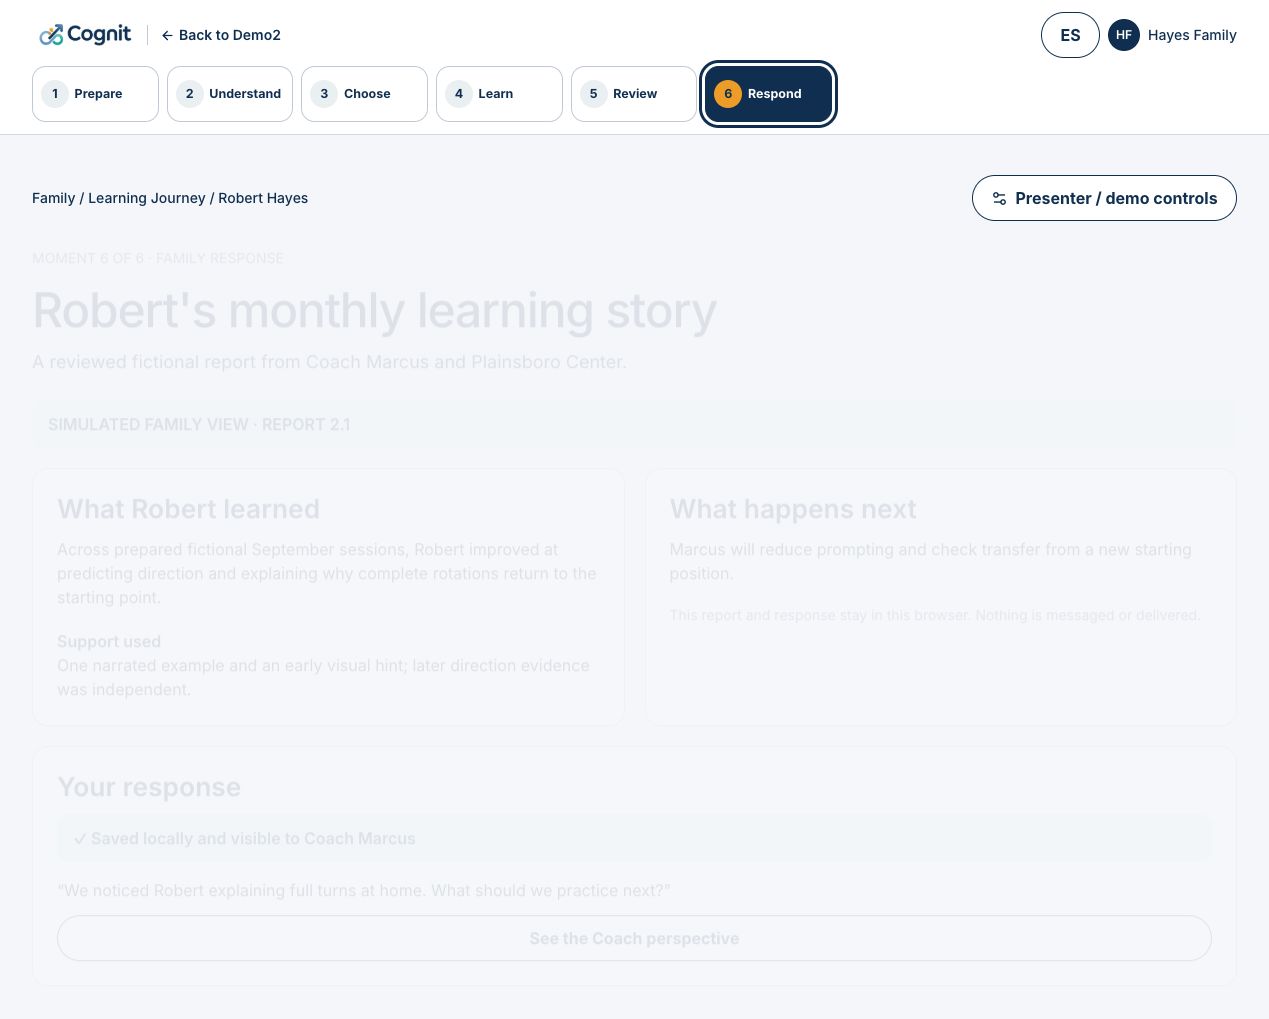 Cognit
← Back to Demo2
ES
HF
Hayes Family
1 Prepare
2 Understand
3 Choose
4 Learn
5 Review
6 Respond
Family / Learning Journey / Robert Hayes
Presenter / demo controls
MOMENT 6 OF 6 · FAMILY RESPONSE
Robert's monthly learning story
A reviewed fictional report from Coach Marcus and Plainsboro Center.
SIMULATED FAMILY VIEW · REPORT 2.1
What Robert learned
Across prepared fictional September sessions, Robert improved at
predicting direction and explaining why complete rotations return to the
starting point.
Support used
One narrated example and an early visual hint; later direction evidence
was independent.
What happens next
Marcus will reduce prompting and check transfer from a new starting
position.
This report and response stay in this browser. Nothing is messaged or delivered.
Your response
✓ Saved locally and visible to Coach Marcus
“We noticed Robert explaining full turns at home. What should we practice next?”
See the Coach perspective